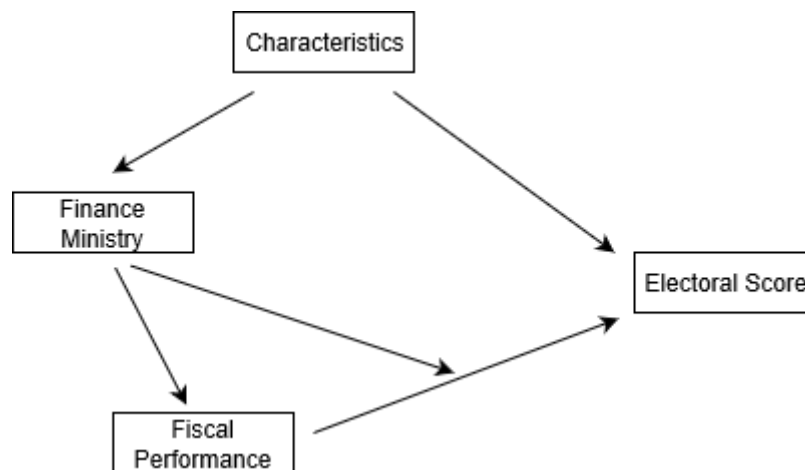 Characteristics
Finance
Ministry
Electoral Score
Fiscal
Performance